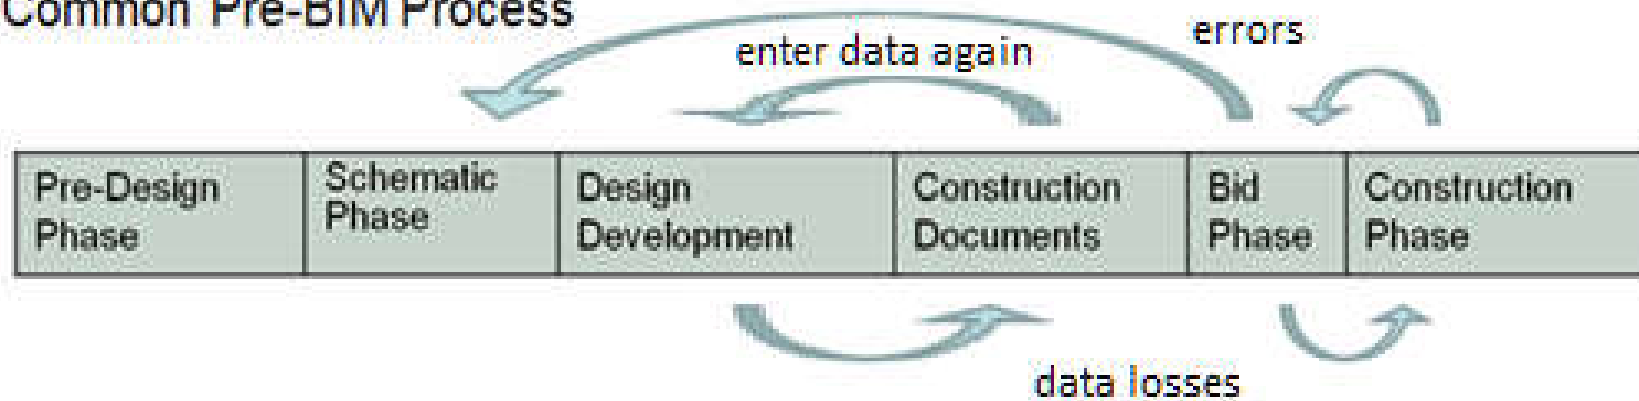 Common Pre-BIM Process
errors
enter data again
Pre-Design
Phase
Schematic
Phase
Design
Development
Construction
Documents
Bid
Phase
Construction
Phase
data losses